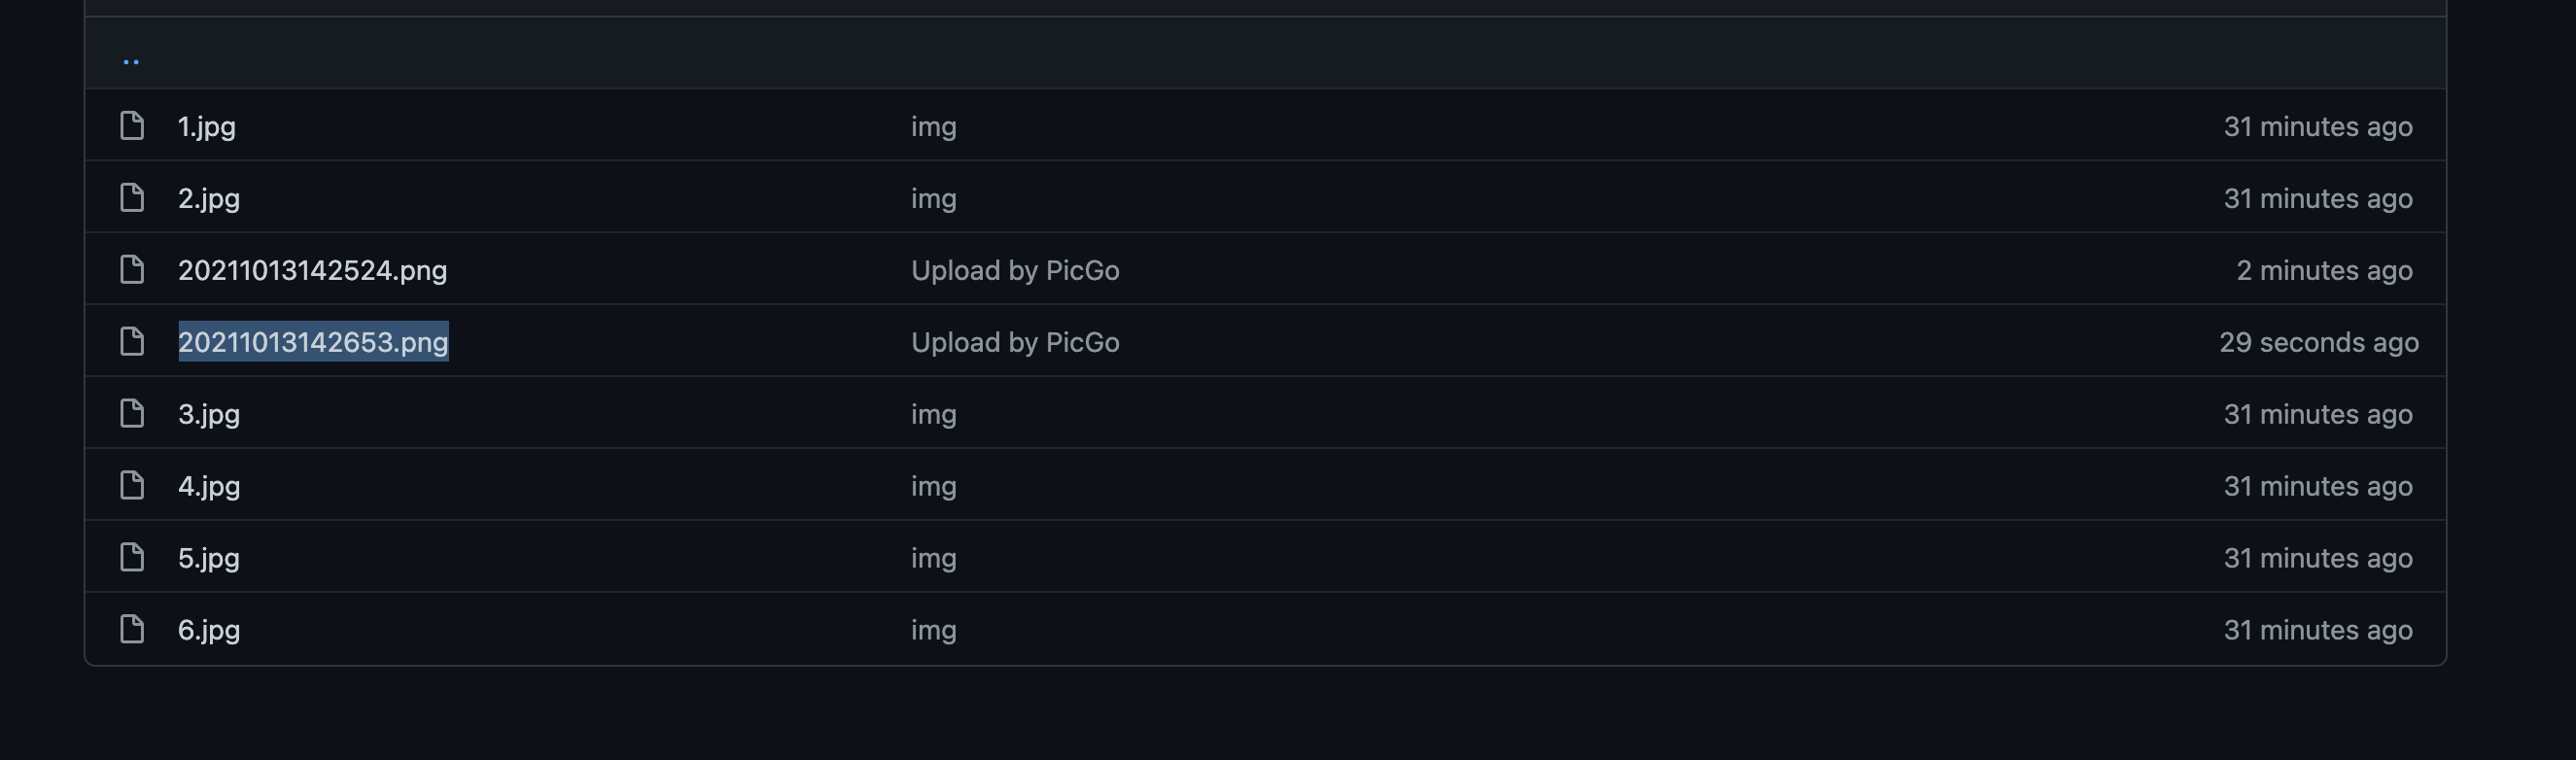 ..
1.jpg img 31 minutes ago
2.jpg img 31 minutes ago
20211013142524.png Upload by PicGo 2 minutes ago
20211013142653.png Upload by PicGo 29 seconds ago
3.jpg img 31 minutes ago
4.jpg img 31 minutes ago
5.jpg img 31 minutes ago
6.jpg img 31 minutes ago